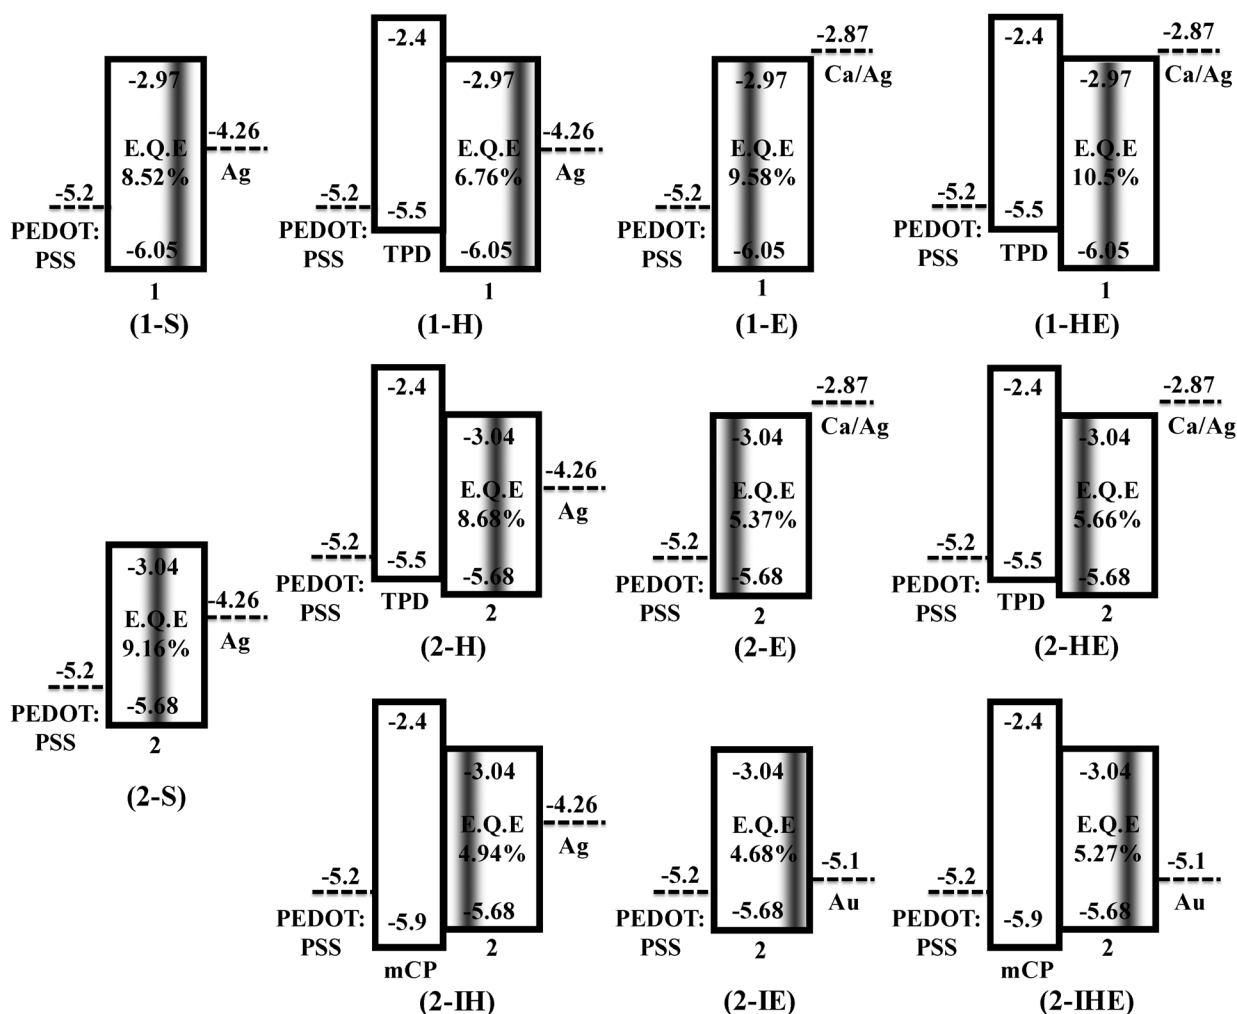 -2.97
E.Q.E
8.52%
-6.05
-5.2
PEDOT:
PSS
-4.26
Ag
1
(1-S)
-2.4
-5.5
TPD
-2.97
E.Q.E
6.76%
-6.05
-5.2
PEDOT:
PSS
-4.26
Ag
1
(1-H)
-2.87
Ca/Ag
-2.97
E.Q.E
9.58%
-6.05
-5.2
PEDOT:
PSS
1
(1-E)
-2.4
-5.5
TPD
-2.87
Ca/Ag
-2.97
E.Q.E
10.5%
-6.05
-5.2
PEDOT:
PSS
1
(1-HE)
-3.04
E.Q.E
9.16%
-5.68
-5.2
PEDOT:
PSS
-4.26
Ag
2
(2-S)
-2.4
-5.5
TPD
-3.04
E.Q.E
8.68%
-5.68
-5.2
PEDOT:
PSS
-4.26
Ag
2
(2-H)
-2.87
Ca/Ag
-3.04
E.Q.E
5.37%
-5.68
-5.2
PEDOT:
PSS
2
(2-E)
-2.4
-5.5
TPD
-2.87
Ca/Ag
-3.04
E.Q.E
5.66%
-5.68
-5.2
PEDOT:
PSS
2
(2-HE)
-2.4
-5.9
mCP
-3.04
E.Q.E
4.94%
-5.68
-5.2
PEDOT:
PSS
-4.26
Ag
2
(2-IH)
-3.04
E.Q.E
4.68%
-5.68
-5.2
PEDOT:
PSS
-5.1
Au
2
(2-IE)
-2.4
-5.9
mCP
-3.04
E.Q.E
5.27%
-5.68
-5.2
PEDOT:
PSS
-5.1
Au
2
(2-IHE)